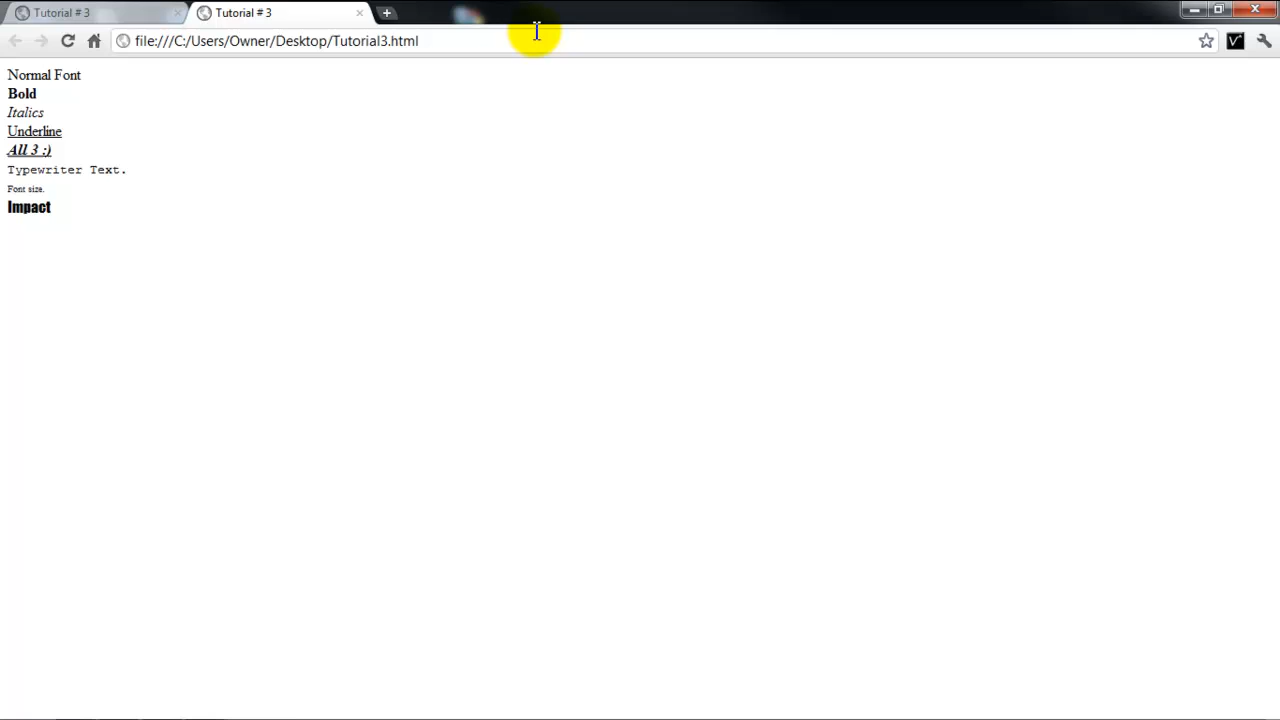 Tutorial # 3
Tutorial # 3
file:///C:/Users/Owner/Desktop/Tutorial3.html
Normal Font
Bold
Italics
Underline
All 3 :)
Typewriter Text.
Font size.
Impact